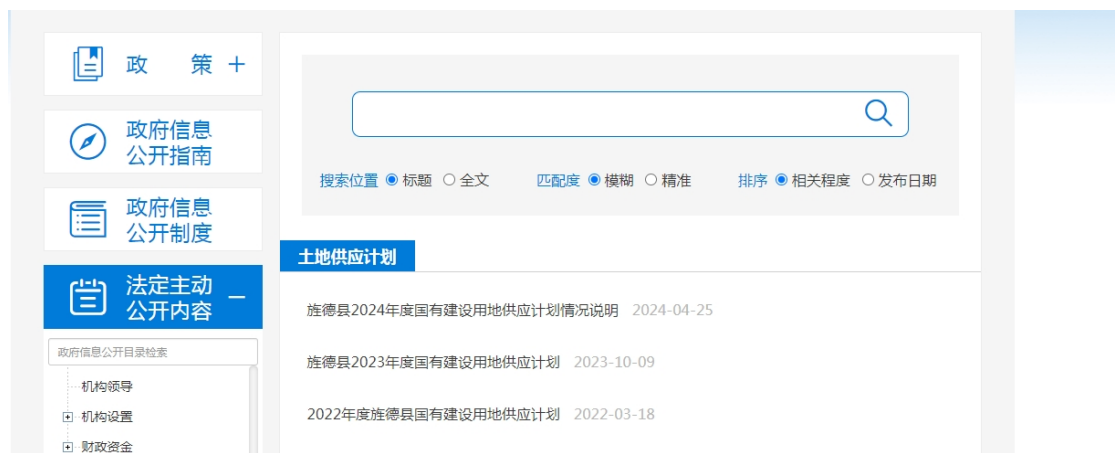 政 策 +
政府信息
公开指南
政府信息
公开制度
法定主动
公开内容
政府信息公开目录检索
机构领导
机构设置
财政资金
搜索位置 标题 全文 匹配度 模糊 精准 排序 相关程度 发布日期
土地供应计划
旌德县2024年度国有建设用地供应计划情况说明 2024-04-25
旌德县2023年度国有建设用地供应计划 2023-10-09
2022年度旌德县国有建设用地供应计划 2022-03-18